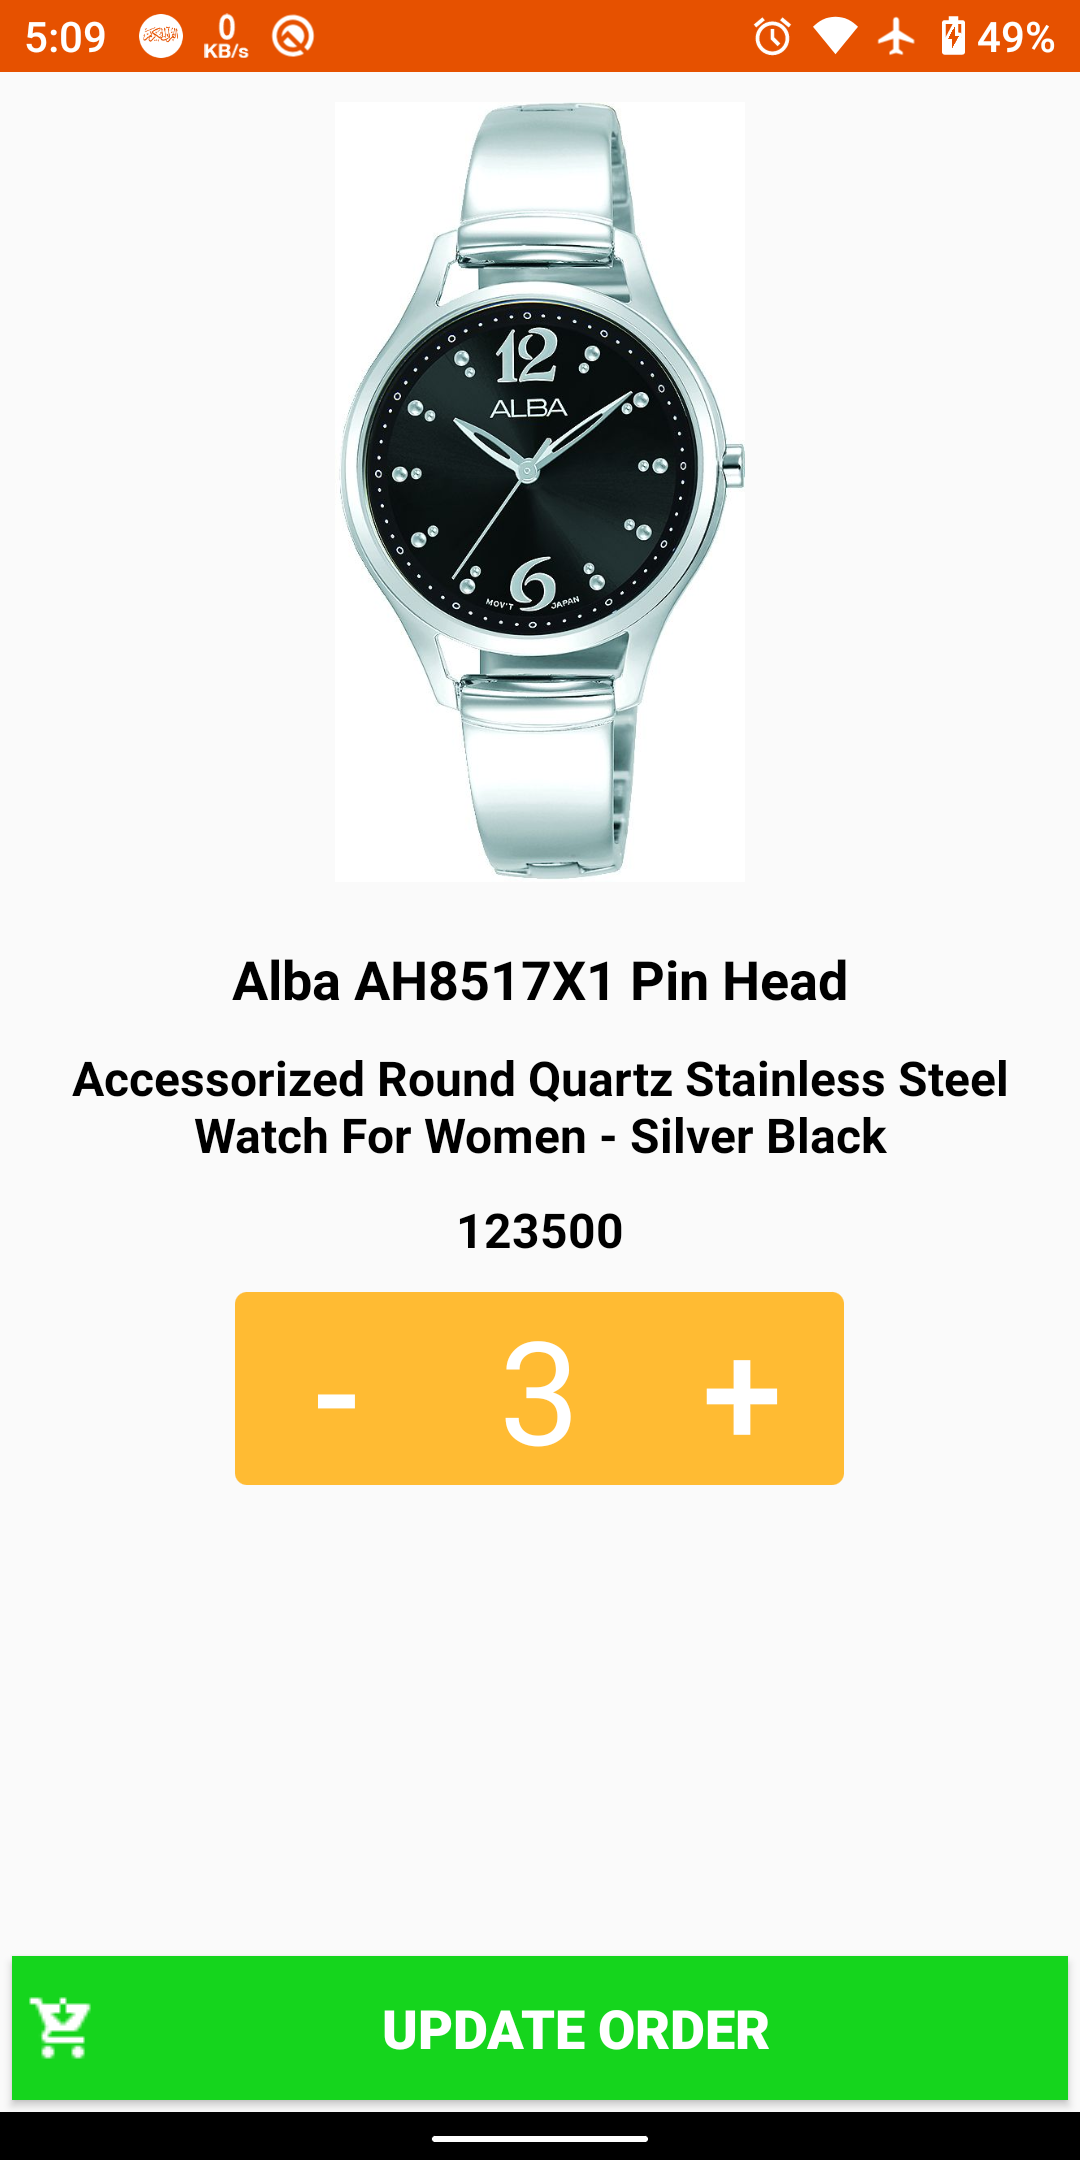 5:09
0
KB/s
49%
12
ALBA
6
MOV'T JAPAN
Alba AH8517X1 Pin Head
Accessorized Round Quartz Stainless Steel
Watch For Women - Silver Black
123500
- 3 +
UPDATE ORDER